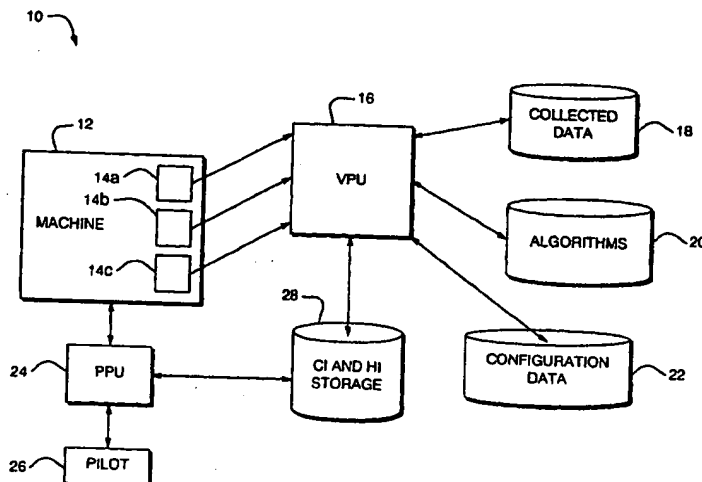 10
12
16
COLLECTED
DATA
18
14a
14b
14c
MACHINE
VPU
ALGORITHMS
20
28
CI AND HI
STORAGE
CONFIGURATION
DATA
22
24
PPU
26
PILOT